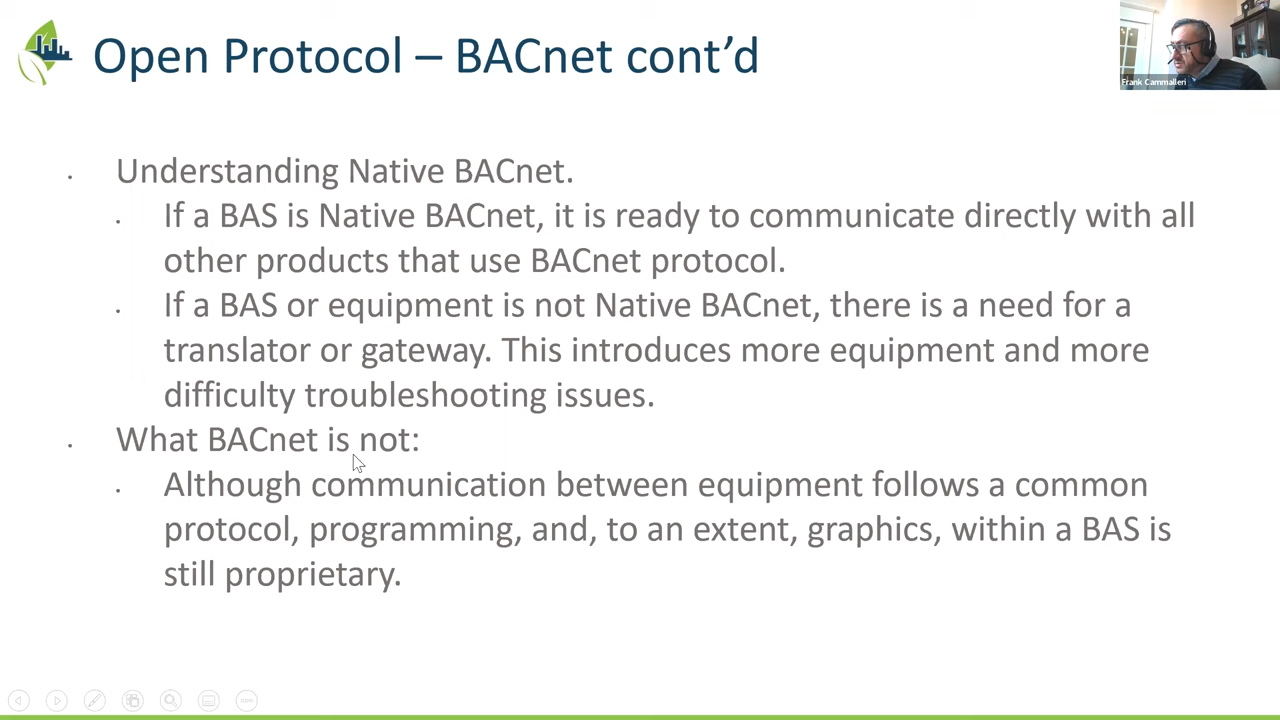 Open Protocol – BACnet cont’d
Frank Cammalleri
Understanding Native BACnet.
If a BAS is Native BACnet, it is ready to communicate directly with all
other products that use BACnet protocol.
If a BAS or equipment is not Native BACnet, there is a need for a
translator or gateway. This introduces more equipment and more
difficulty troubleshooting issues.
What BACnet is not:
Although communication between equipment follows a common
protocol, programming, and, to an extent, graphics, within a BAS is
still proprietary.